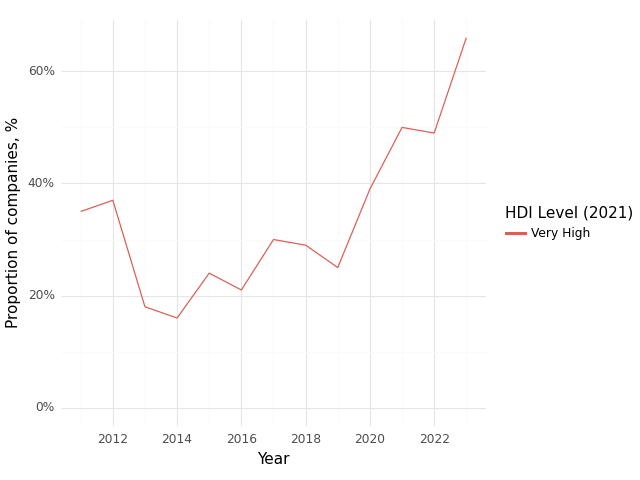 Proportion of companies, %
60%
40%
20%
0%
2012 2014 2016 2018 2020 2022
Year
HDI Level (2021)
Very High